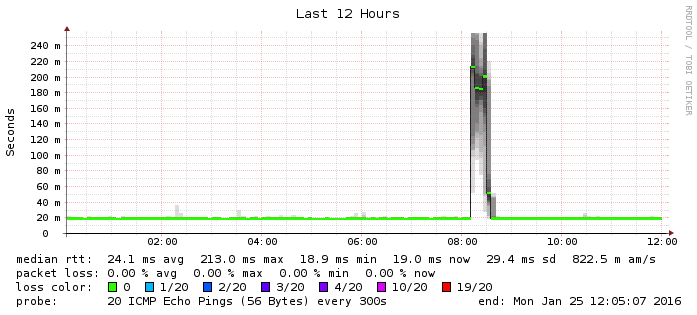 Last 12 Hours
RRDTOOL / TOBI OETIKER
Seconds
240 m
220 m
200 m
180 m
160 m
140 m
120 m
100 m
80 m
60 m
40 m
20 m
0
02:00 04:00 06:00 08:00 10:00 12:00
median rtt: 24.1 ms avg 213.0 ms max 18.9 ms min 19.0 ms now 29.4 ms sd 822.5 m am/s
packet loss: 0.00 % avg 0.00 % max 0.00 % min 0.00 % now
loss color: 0 1/20 2/20 3/20 4/20 10/20 19/20
probe: 20 ICMP Echo Pings (56 Bytes) every 300s end: Mon Jan 25 12:05:07 2016